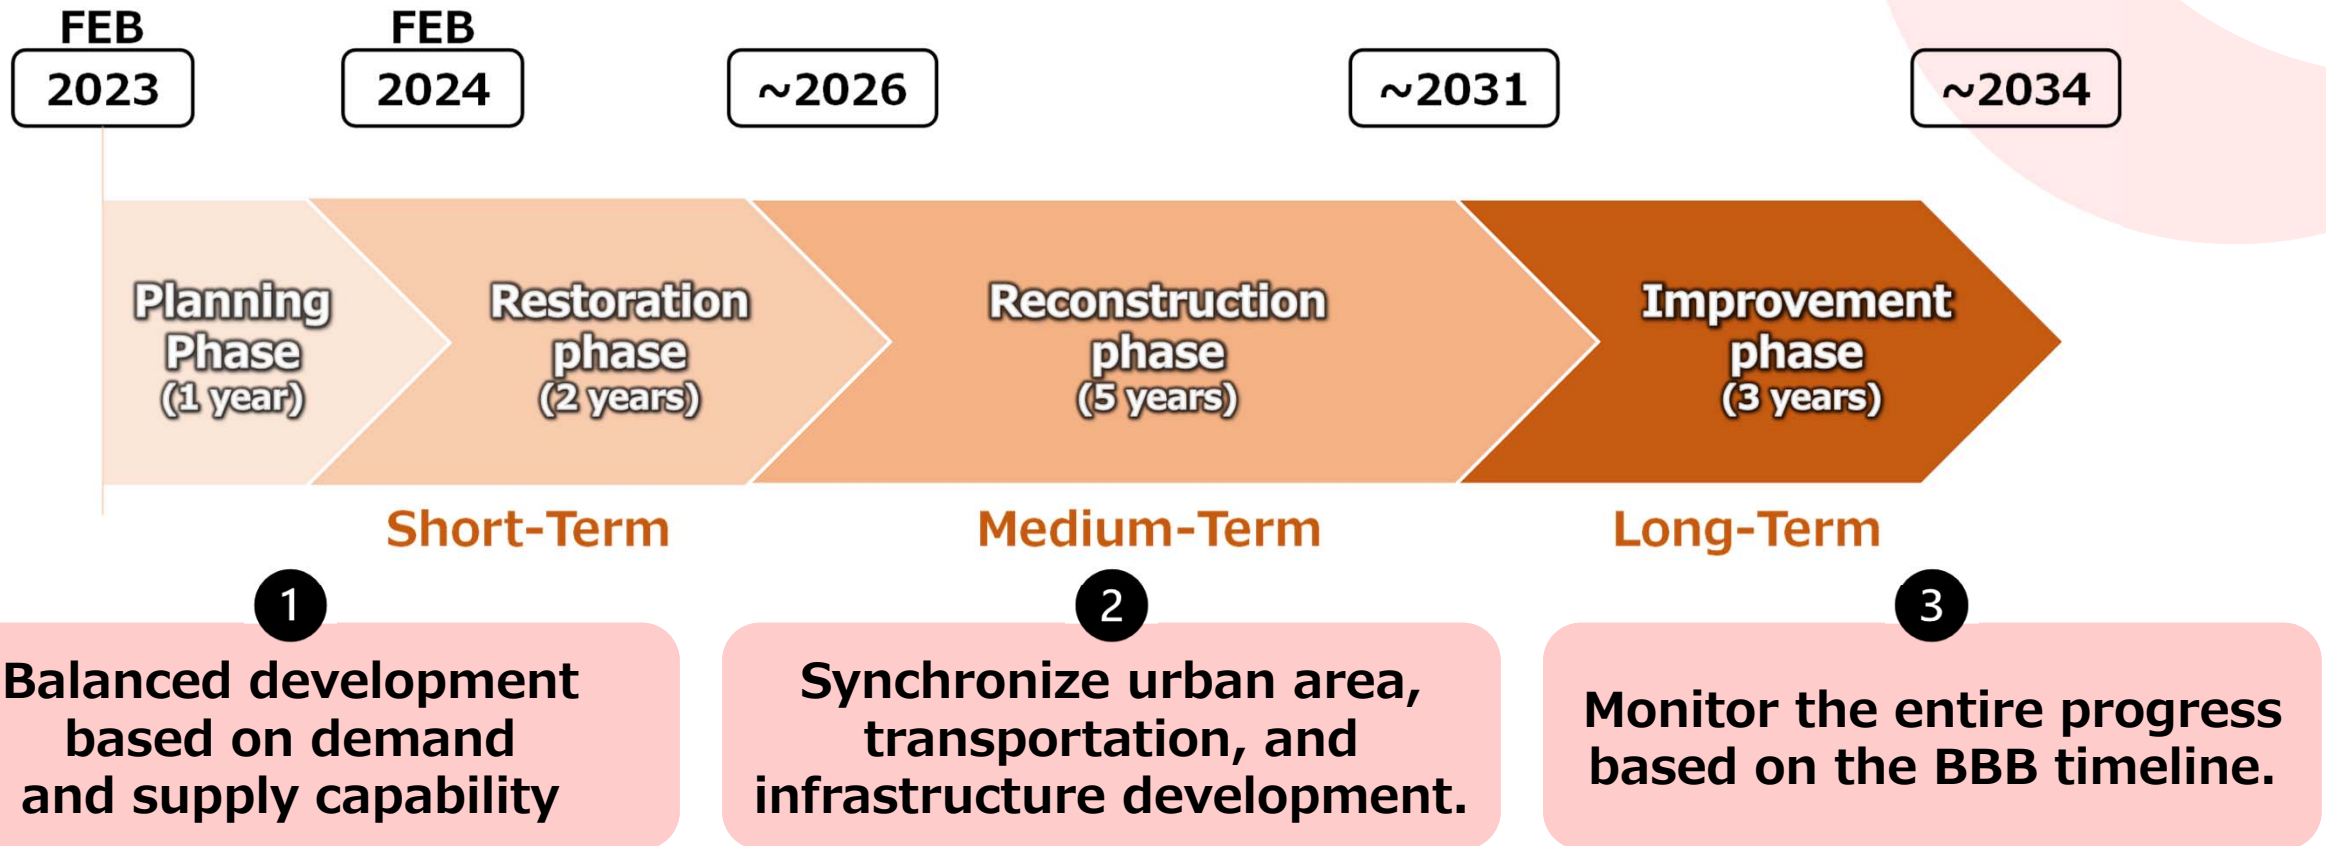 FEB
2023
FEB
2024
~2026
~2031
~2034
Planning
Phase
(1 year)
Restoration
phase
(2 years)
Reconstruction
phase
(5 years)
Improvement
phase
(3 years)
Short-Term
Medium-Term
Long-Term
1
Balanced development
based on demand
and supply capability
2
Synchronize urban area,
transportation, and
infrastructure development.
3
Monitor the entire progress
based on the BBB timeline.